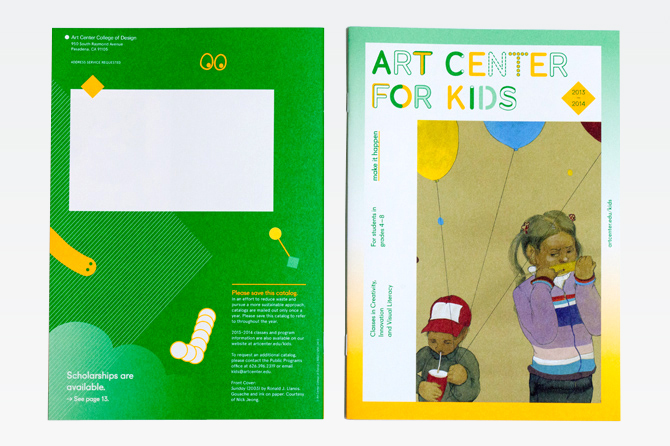 Art Center College of Design
950 South Raymond Avenue
Pasadena, CA 91105
ADDRESS SERVICE REQUESTED
Please save this catalog.
In an effort to reduce waste and
pursue a more sustainable approach,
catalogs are mailed out only once a
year. Please save this catalog to refer
to throughout the year.
2013–2014 classes and program
information are also available on our
website at artcenter.edu/kids.
To request an additional catalog,
please contact the Public Programs
office at 626.396.2319 or email
kids@artcenter.edu.
Front Cover:
Sunday (2022) by Ronald J. Llanos.
Gouache and ink on paper. Courtesy
of Nick Jeong.
Scholarships are
available.
→ See page 13.
ART CENTER
FOR KIDS
2013
–
2014
make it happen
For students in
grades 4–8
Classes in Creativity,
Innovation
and Visual Literacy
artcenter.edu/kids